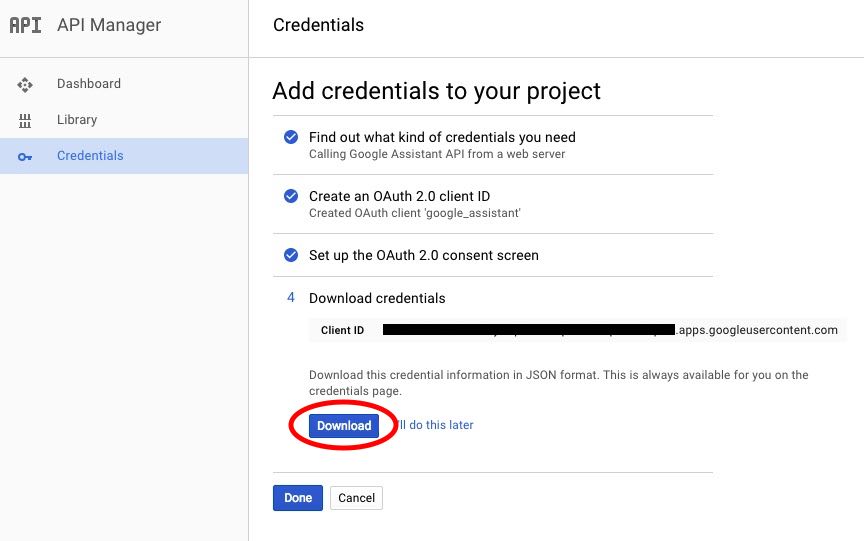 API API Manager
Credentials
Dashboard
Library
Credentials
Add credentials to your project
Find out what kind of credentials you need
Calling Google Assistant API from a web server
Create an OAuth 2.0 client ID
Created OAuth client 'google_assistant'
Set up the OAuth 2.0 consent screen
4 Download credentials
Client ID .apps.googleusercontent.com
Download this credential information in JSON format. This is always available for you on the
credentials page.
Download 'll do this later
Done Cancel